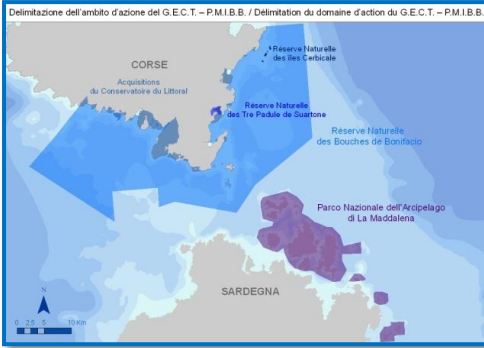 Delimitazione dell'ambito d'azione del G.E.C.T. – P.M.I.B.B. / Délimitation du domaine d'action du G.E.C.T. – P.M.I.B.B.
CORSE
Réserve Naturelle
des îles Cerbicale
Acquisitions
du Conservatoire du Littoral
Réserve Naturelle
des Tre Padule de Suartone
Réserve Naturelle
des Bouches de Bonifacio
Parco Nazionale dell'Arcipelago
di La Maddalena
SARDEGNA
N
0 2.5 5 10 Km